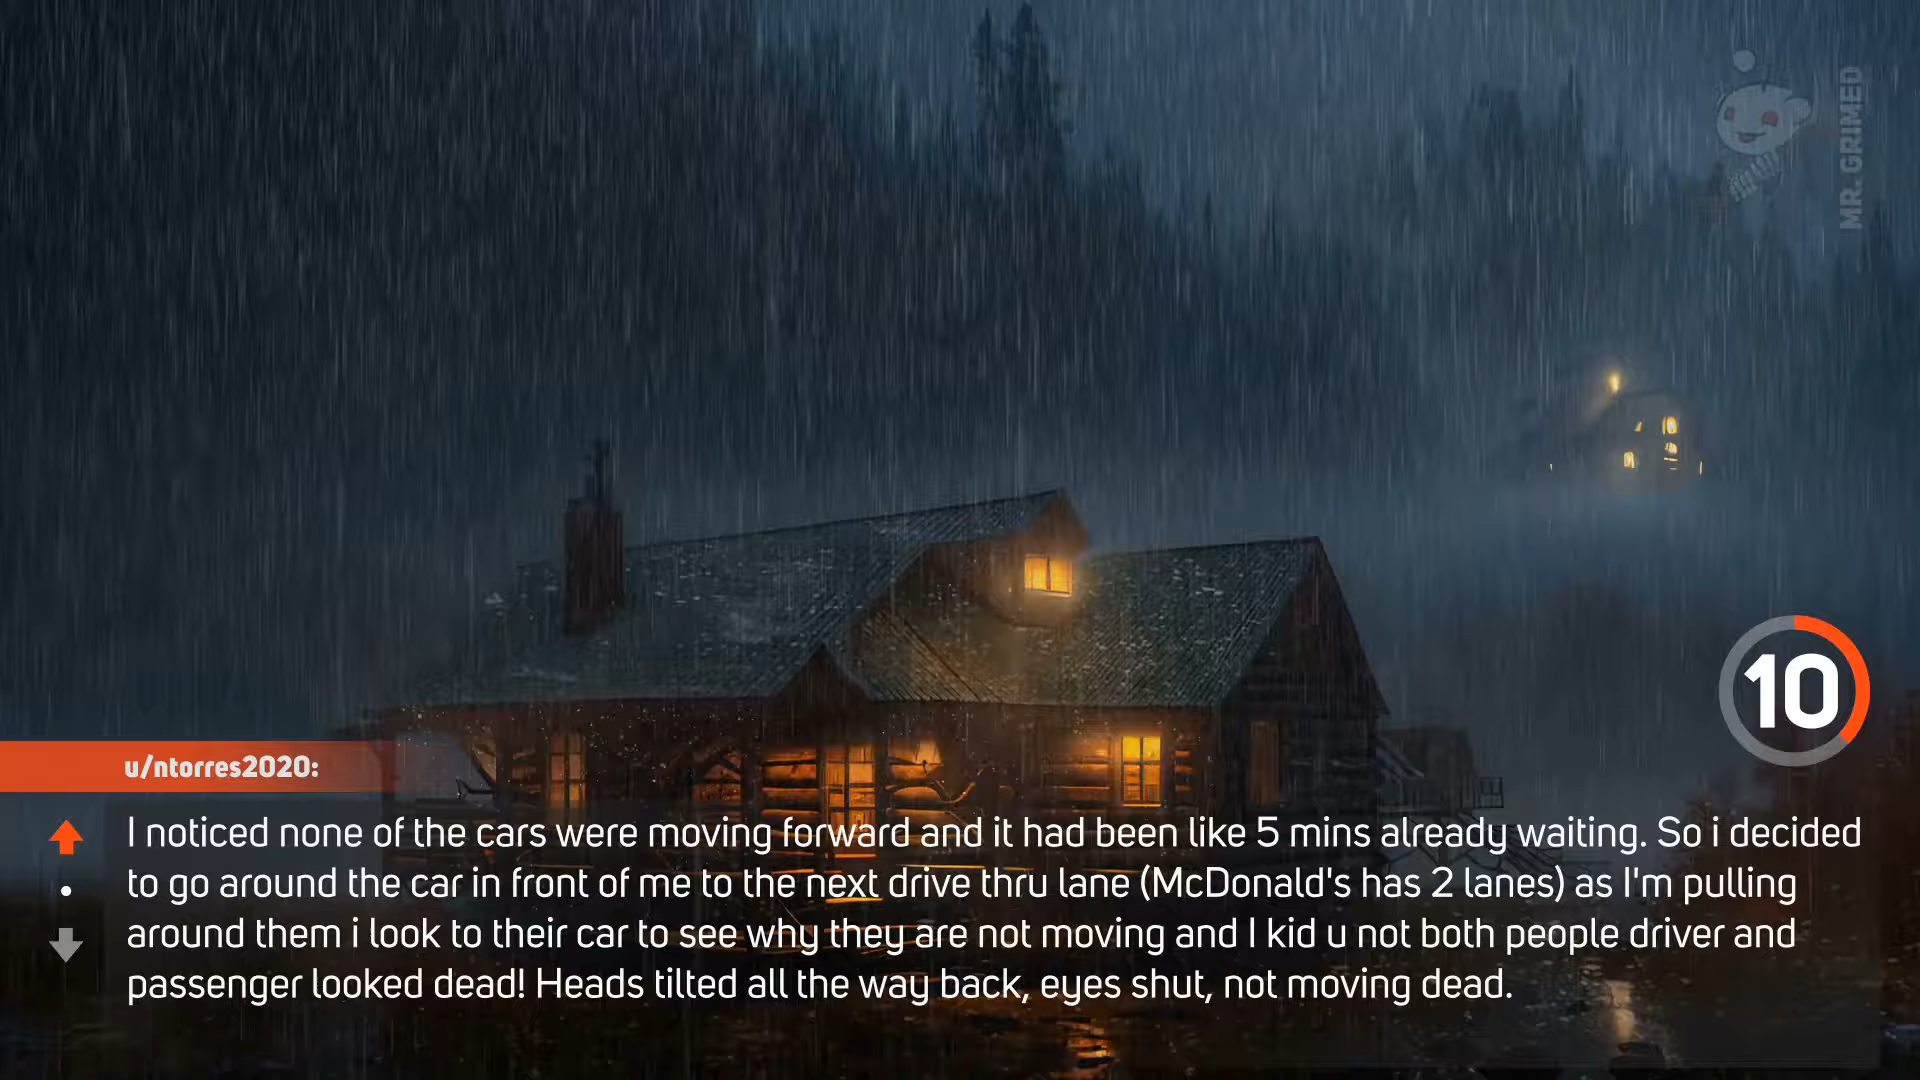 MR. GRIMED
10
u/ntorres2020:
I noticed none of the cars were moving forward and it had been like 5 mins already waiting. So i decided
to go around the car in front of me to the next drive thru lane (McDonald's has 2 lanes) as I'm pulling
around them i look to their car to see why they are not moving and I kid u not both people driver and
passenger looked dead! Heads tilted all the way back, eyes shut, not moving dead.